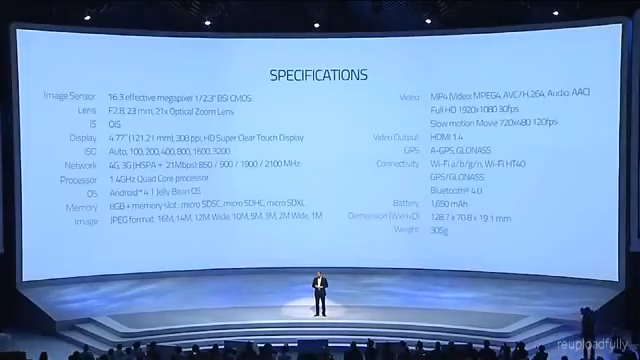 SPECIFICATIONS
Image Sensor 16.3 effective megapixel 1/2.3" BSI CMOS
Lens F2.8, 23 mm, 21x Optical Zoom Lens
IS OIS
Display 4.77" (121.21 mm), 308 ppi, HD Super Clear Touch Display
ISO Auto, 100, 200, 400, 800, 1600, 3200
Network 4G, 3G (HSPA + 21Mbps) 850 / 900 / 1900 / 2100 MHz
Processor 1.4GHz Quad Core processor
OS Android™ 4.1 Jelly Bean OS
Memory 8GB + memory slot : micro SDSC, micro SDHC, micro SDXC
Image JPEG format: 16M, 14M, 12M Wide, 10M, 5M, 3M, 2M Wide, 1M
Video MP4 (Video: MPEG4, AVC/H.264, Audio: AAC)
Full HD 1920x1080 30fps
Slow motion Movie 720x480 120fps
Video Output HDMI 1.4
GPS A-GPS, GLONASS
Connectivity Wi-Fi a/b/g/n, Wi-Fi HT40
GPS/GLONASS
Bluetooth® 4.0
Battery 1,650 mAh
Demension (WxHxD) 128.7 x 70.8 x 19.1 mm
Weight 305g
reuploadfully